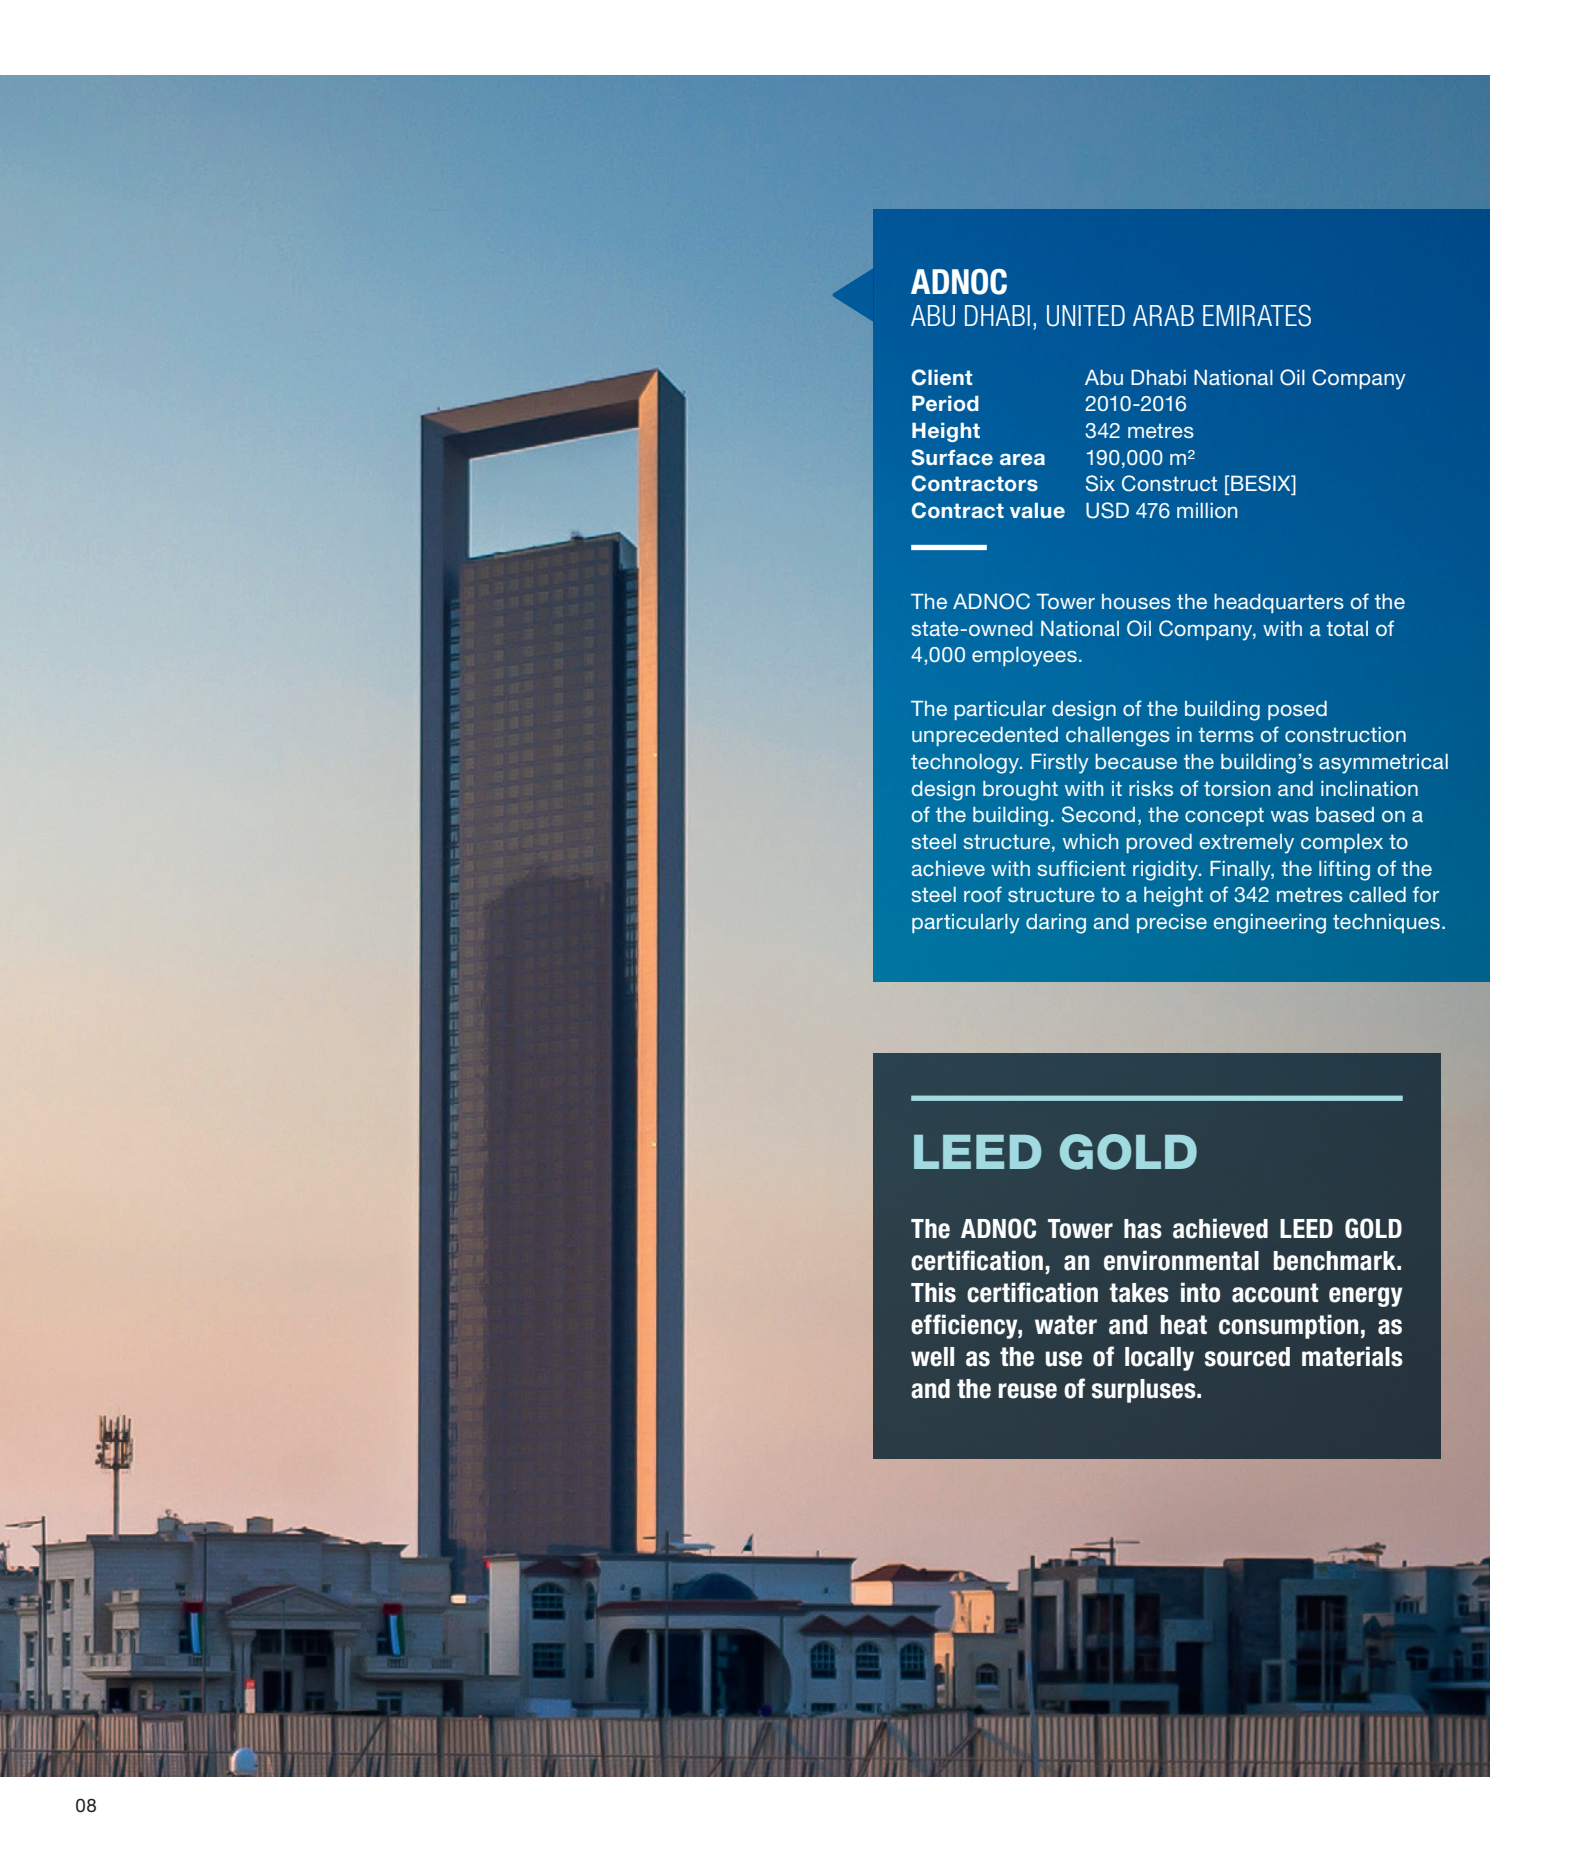 ADNOC
ABU DHABI, UNITED ARAB EMIRATES
Client Abu Dhabi National Oil Company
Period 2010-2016
Height 342 metres
Surface area 190,000 m²
Contractors Six Construct [BESIX]
Contract value USD 476 million
The ADNOC Tower houses the headquarters of the
state-owned National Oil Company, with a total of
4,000 employees.
The particular design of the building posed
unprecedented challenges in terms of construction
technology. Firstly because the building's asymmetrical
design brought with it risks of torsion and inclination
of the building. Second, the concept was based on a
steel structure, which proved extremely complex to
achieve with sufficient rigidity. Finally, the lifting of the
steel roof structure to a height of 342 metres called for
particularly daring and precise engineering techniques.
LEED GOLD
The ADNOC Tower has achieved LEED GOLD
certification, an environmental benchmark.
This certification takes into account energy
efficiency, water and heat consumption, as
well as the use of locally sourced materials
and the reuse of surpluses.
08